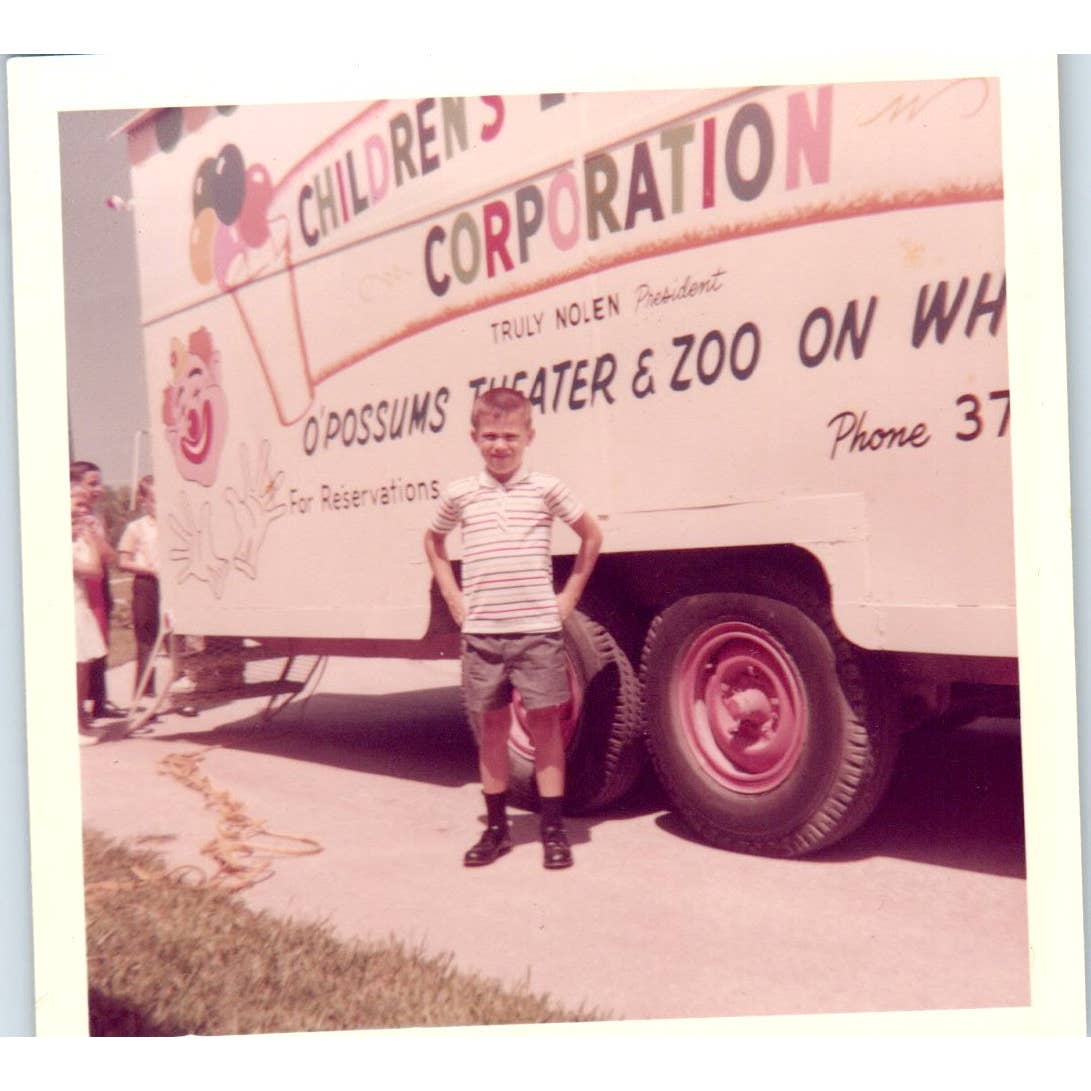 CHILDREN'S
CORPORATION
TRULY NOLEN President
O'POSSUMS THEATER & ZOO ON WH
For Reservations
Phone 37